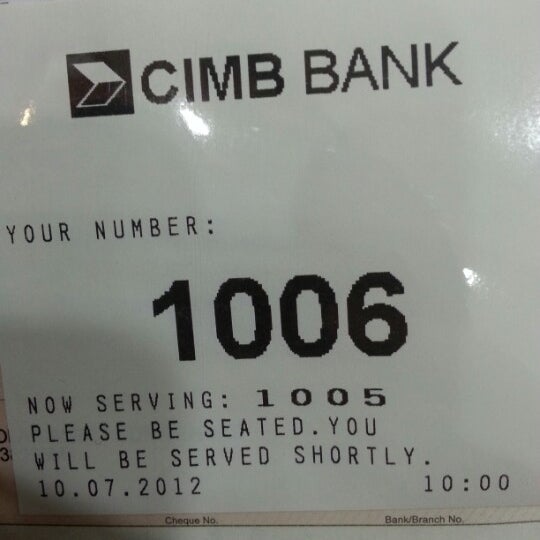 CIMB BANK
YOUR NUMBER:
1006
NOW SERVING: 1005
PLEASE BE SEATED.YOU
WILL BE SERVED SHORTLY.
10.07.2012 10:00
Cheque No. Bank/Branch No.